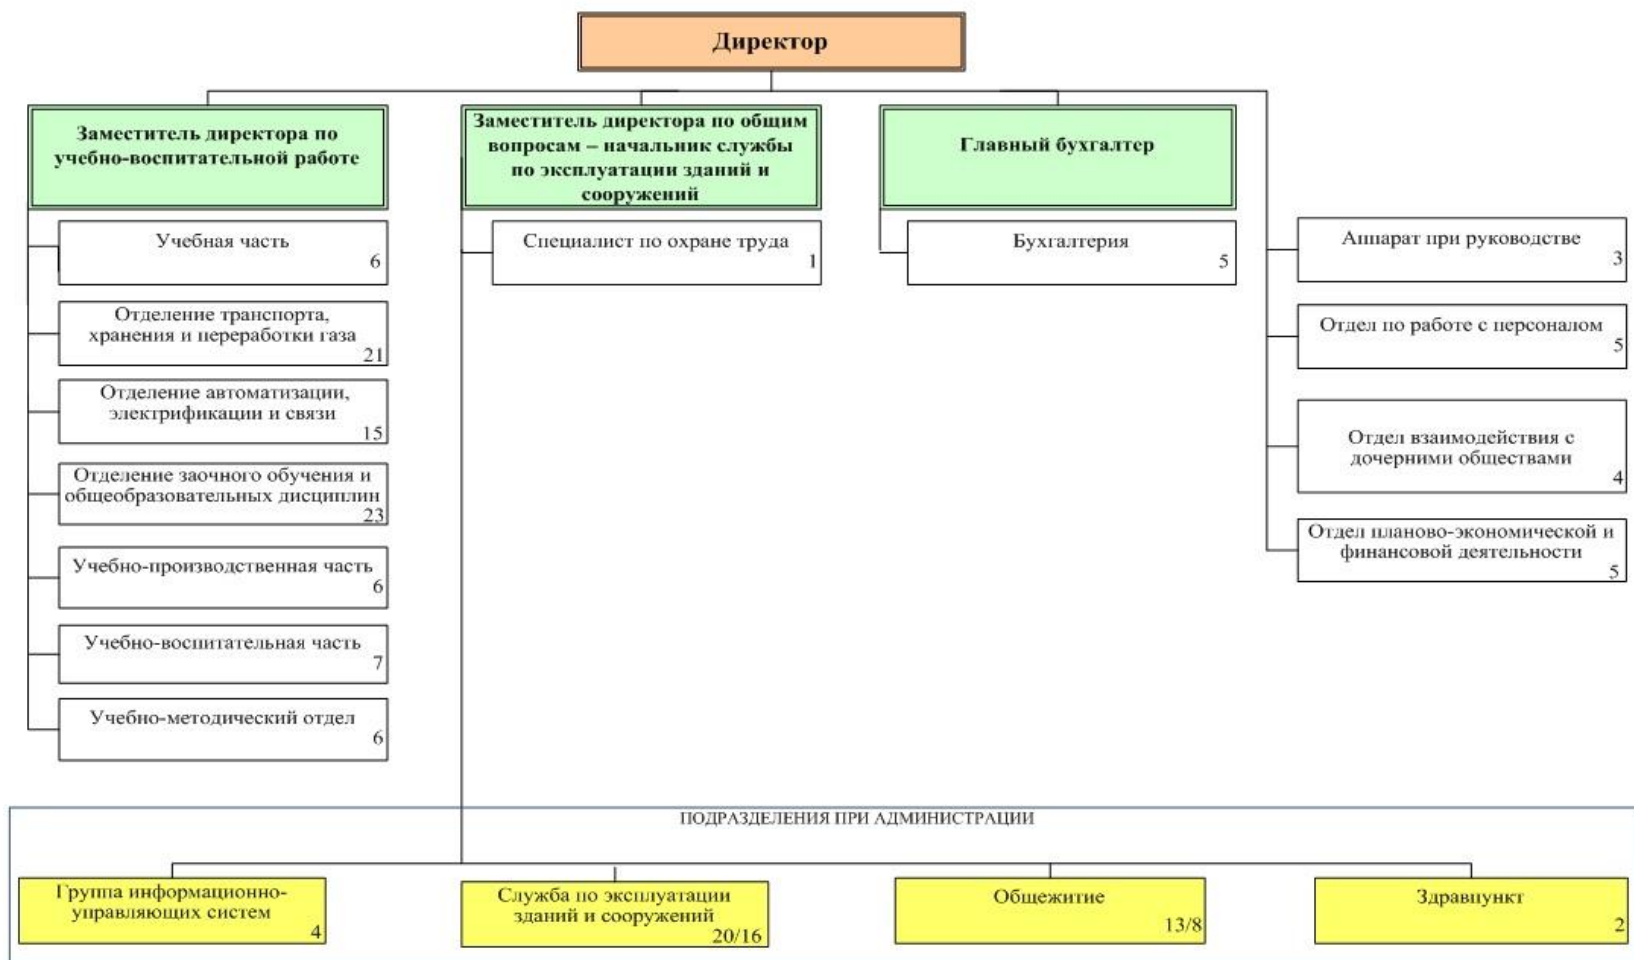 Директор
Заместитель директора по
учебно-воспитательной работе
Заместитель директора по общим
вопросам – начальник службы
по эксплуатации зданий и
сооружений
Главный бухгалтер
Учебная часть
6
Отделение транспорта,
хранения и переработки газа
21
Отделение автоматизации,
электрификации и связи
15
Отделение заочного обучения и
общеобразовательных дисциплин
23
Учебно-производственная часть
6
Учебно-воспитательная часть
7
Учебно-методический отдел
6
Специалист по охране труда
1
Бухгалтерия
5
Аппарат при руководстве
3
Отдел по работе с персоналом
5
Отдел взаимодействия с
дочерними обществами
4
Отдел планово-экономической и
финансовой деятельности
5
ПОДРАЗДЕЛЕНИЯ ПРИ АДМИНИСТРАЦИИ
Группа информационно-
управляющих систем
4
Служба по эксплуатации
зданий и сооружений
20/16
Общежитие
13/8
Здравпункт
2